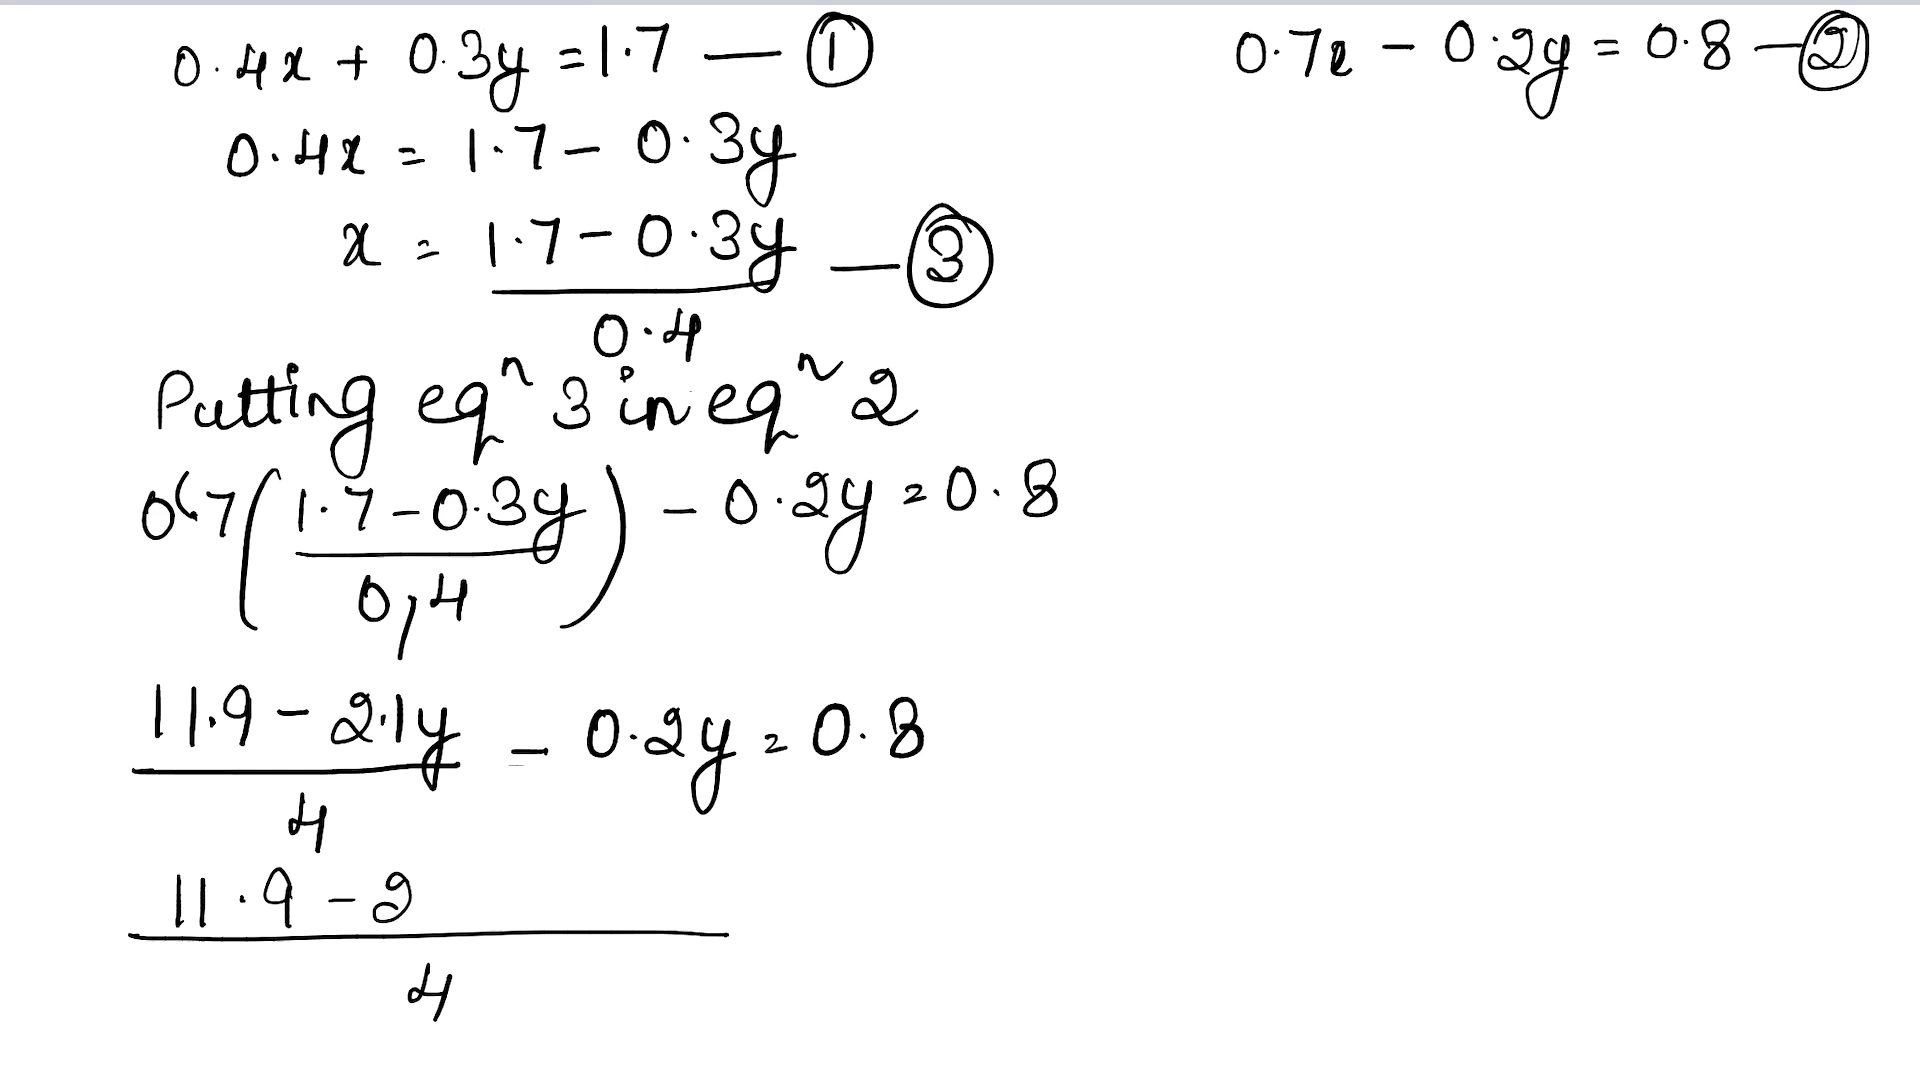 0.4x + 0.3y = 1.7 — ①
0.7x - 0.2y = 0.8 — ②
0.4x = 1.7 - 0.3y
x = 1.7 - 0.3y — ③
0.4
Putting eqⁿ 3 in eqⁿ 2
0.7(1.7 - 0.3y) - 0.2y = 0.8
0.4
11.9 - 2.1y - 0.2y = 0.8
4
11.9 - 2
4